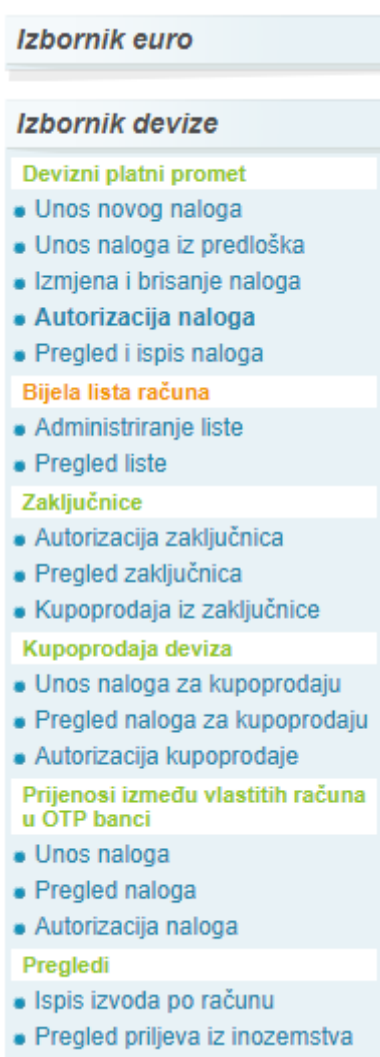 Izbornik euro
Izbornik devize
Devizni platni promet
Unos novog naloga
Unos naloga iz predloška
Izmjena i brisanje naloga
Autorizacija naloga
Pregled i ispis naloga
Bijela lista računa
Administriranje liste
Pregled liste
Zaključnice
Autorizacija zaključnica
Pregled zaključnica
Kupoprodaja iz zaključnice
Kupoprodaja deviza
Unos naloga za kupoprodaju
Pregled naloga za kupoprodaju
Autorizacija kupoprodaje
Prijenosi između vlastitih računa
u OTP banci
Unos naloga
Pregled naloga
Autorizacija naloga
Pregledi
Ispis izvoda po računu
Pregled priljeva iz inozemstva